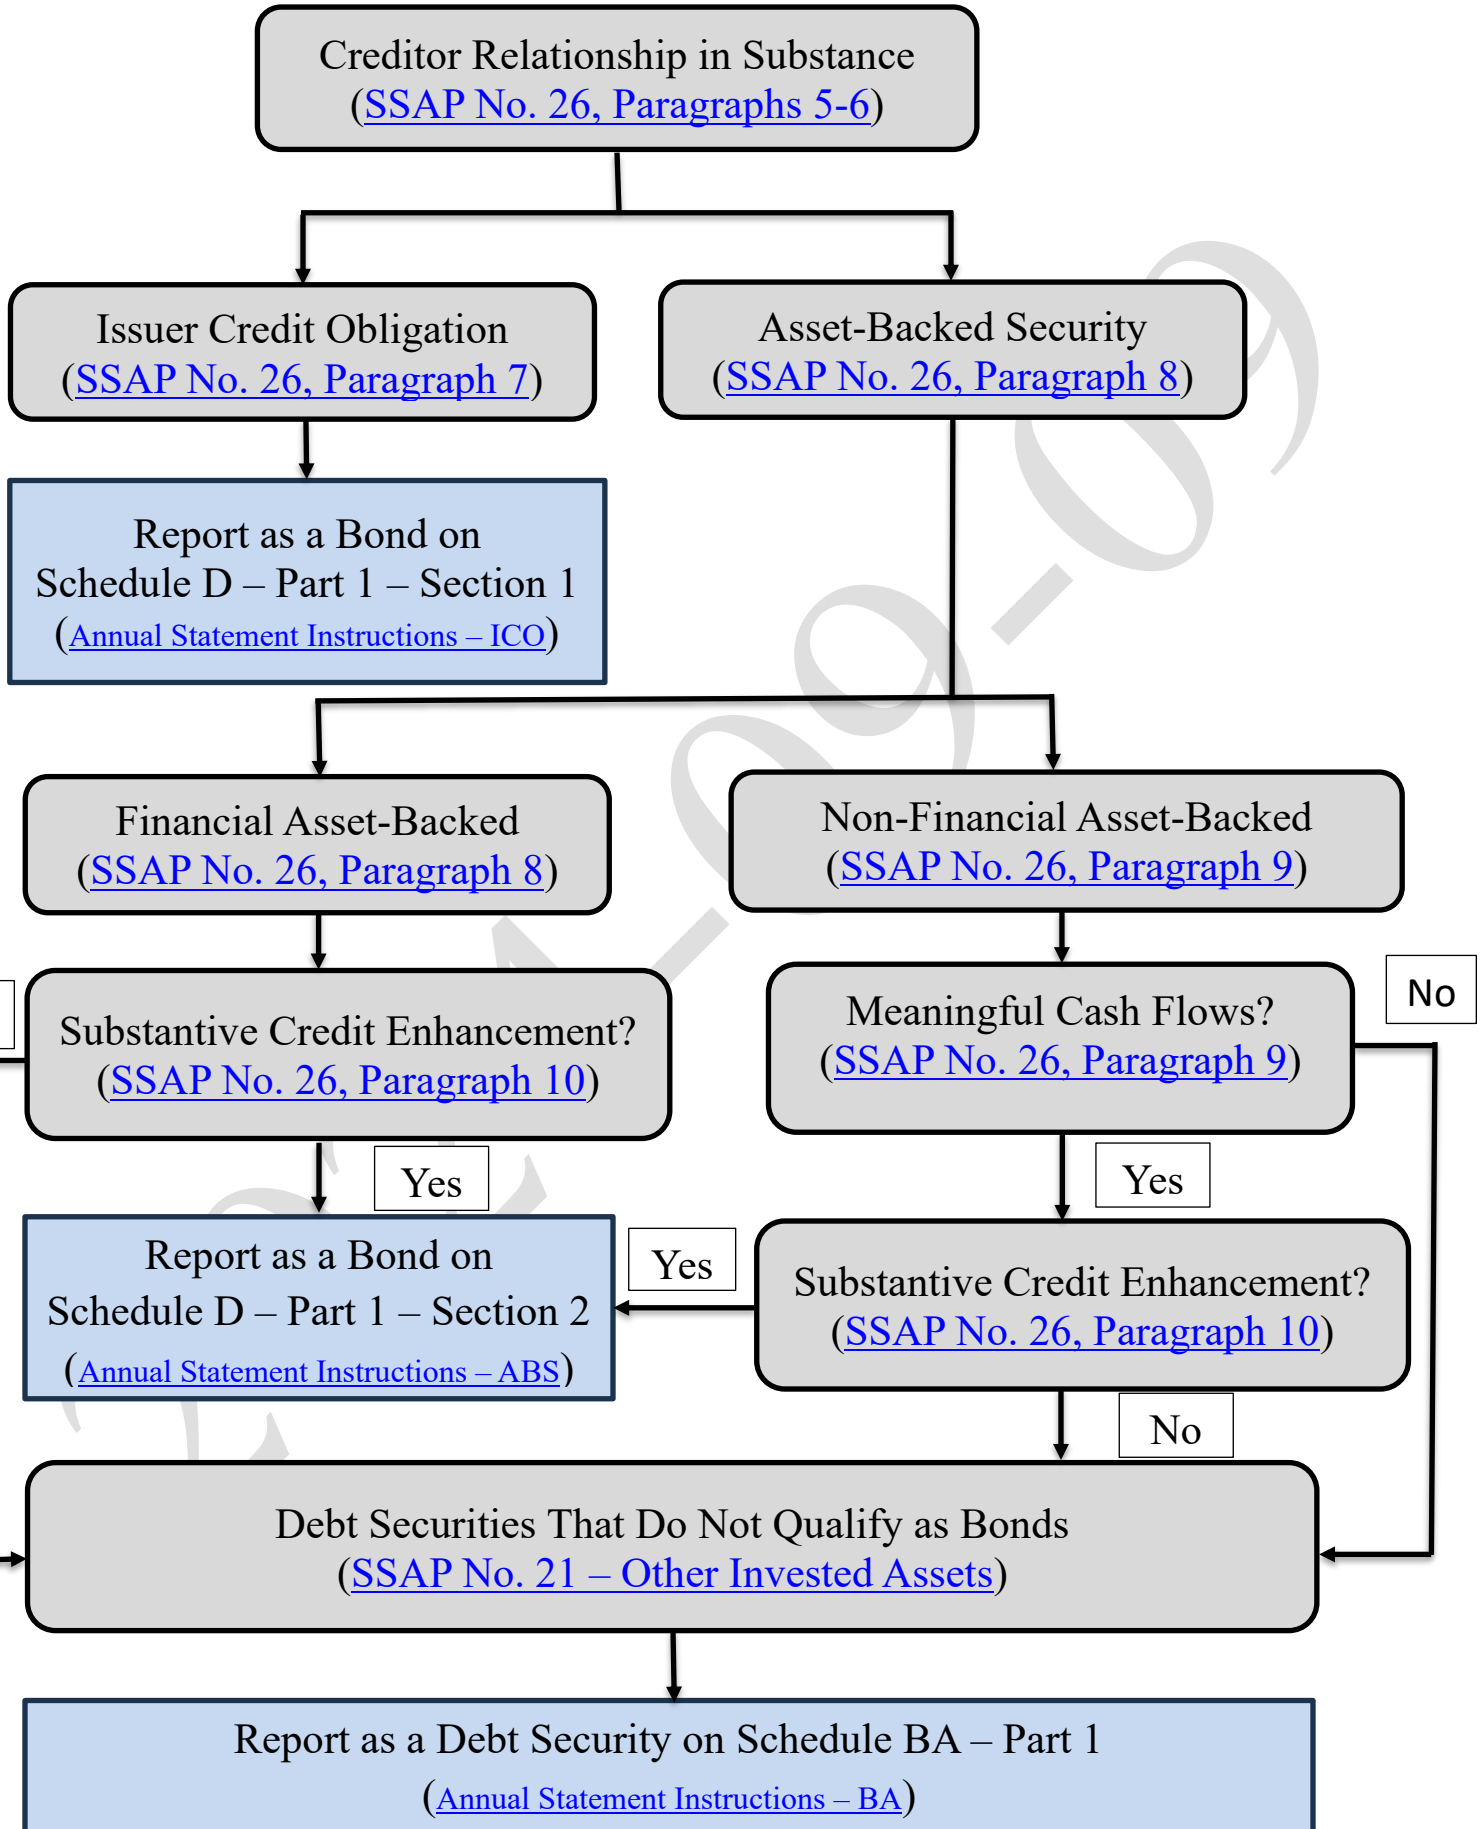 Creditor Relationship in Substance
(SSAP No. 26, Paragraphs 5-6)
Issuer Credit Obligation
(SSAP No. 26, Paragraph 7)
Asset-Backed Security
(SSAP No. 26, Paragraph 8)
Report as a Bond on
Schedule D – Part 1 – Section 1
(Annual Statement Instructions – ICO)
Financial Asset-Backed
(SSAP No. 26, Paragraph 8)
Non-Financial Asset-Backed
(SSAP No. 26, Paragraph 9)
Substantive Credit Enhancement?
(SSAP No. 26, Paragraph 10)
Meaningful Cash Flows?
(SSAP No. 26, Paragraph 9)
No
Yes
Yes
Report as a Bond on
Schedule D – Part 1 – Section 2
(Annual Statement Instructions – ABS)
Yes
Substantive Credit Enhancement?
(SSAP No. 26, Paragraph 10)
No
Debt Securities That Do Not Qualify as Bonds
(SSAP No. 21 – Other Invested Assets)
Report as a Debt Security on Schedule BA – Part 1
(Annual Statement Instructions – BA)